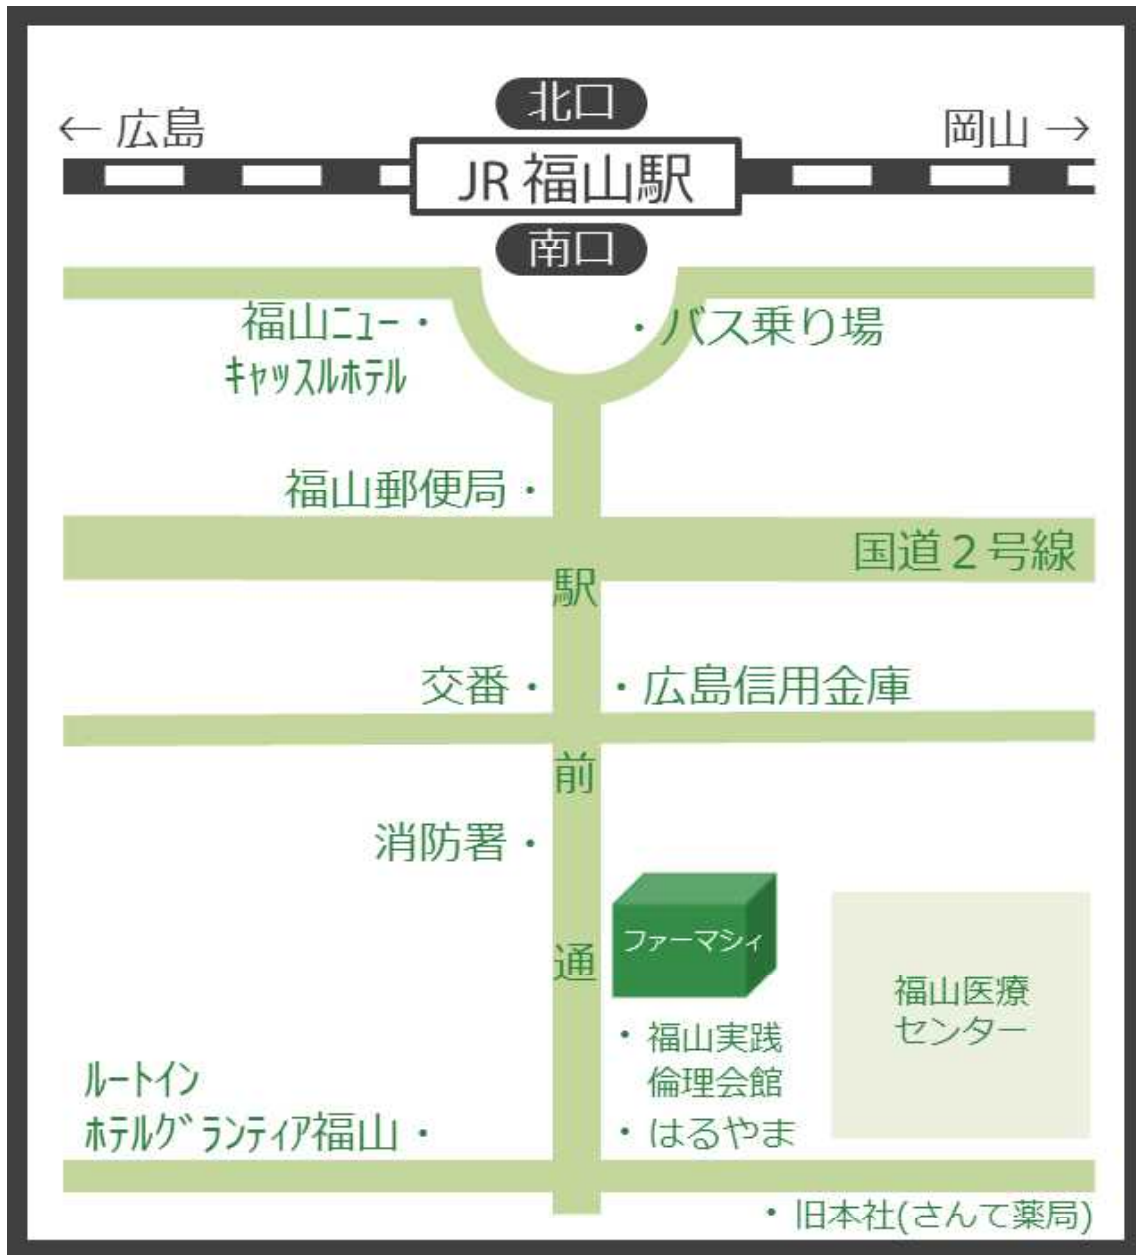 北口
← 広島
岡山 →
JR 福山駅
南口
福山ﾆｭｰ・
ｷｬｯｽﾙﾎﾃﾙ
・バス乗り場
福山郵便局・
国道２号線
駅
交番・
・広島信用金庫
前
消防署・
ファーマシィ
通
福山医療
センター
・福山実践
倫理会館
ﾙｰﾄｲﾝ
ﾎﾃﾙｸﾞﾗﾝﾃｨｱ福山・
・はるやま
・旧本社(さんて薬局)